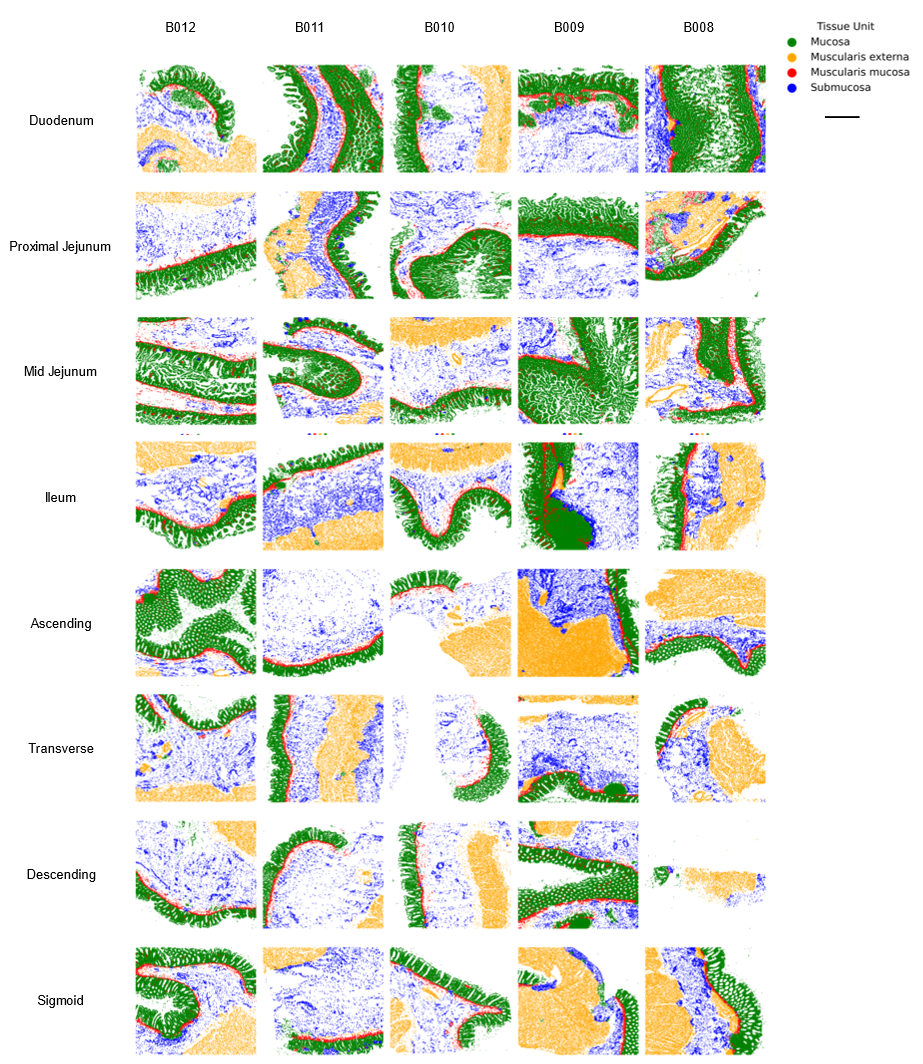 B012 B011 B010 B009 B008
Tissue Unit
Mucosa
Muscularis externa
Muscularis mucosa
Submucosa
Duodenum
Proximal Jejunum
Mid Jejunum
Ileum
Ascending
Transverse
Descending
Sigmoid